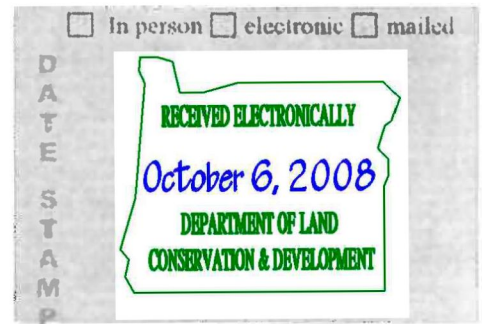 ☐ In person ☐ electronic ☐ mailed
DATE STAMP
RECEIVED ELECTRONICALLY
October 6, 2008
DEPARTMENT OF LAND
CONSERVATION & DEVELOPMENT